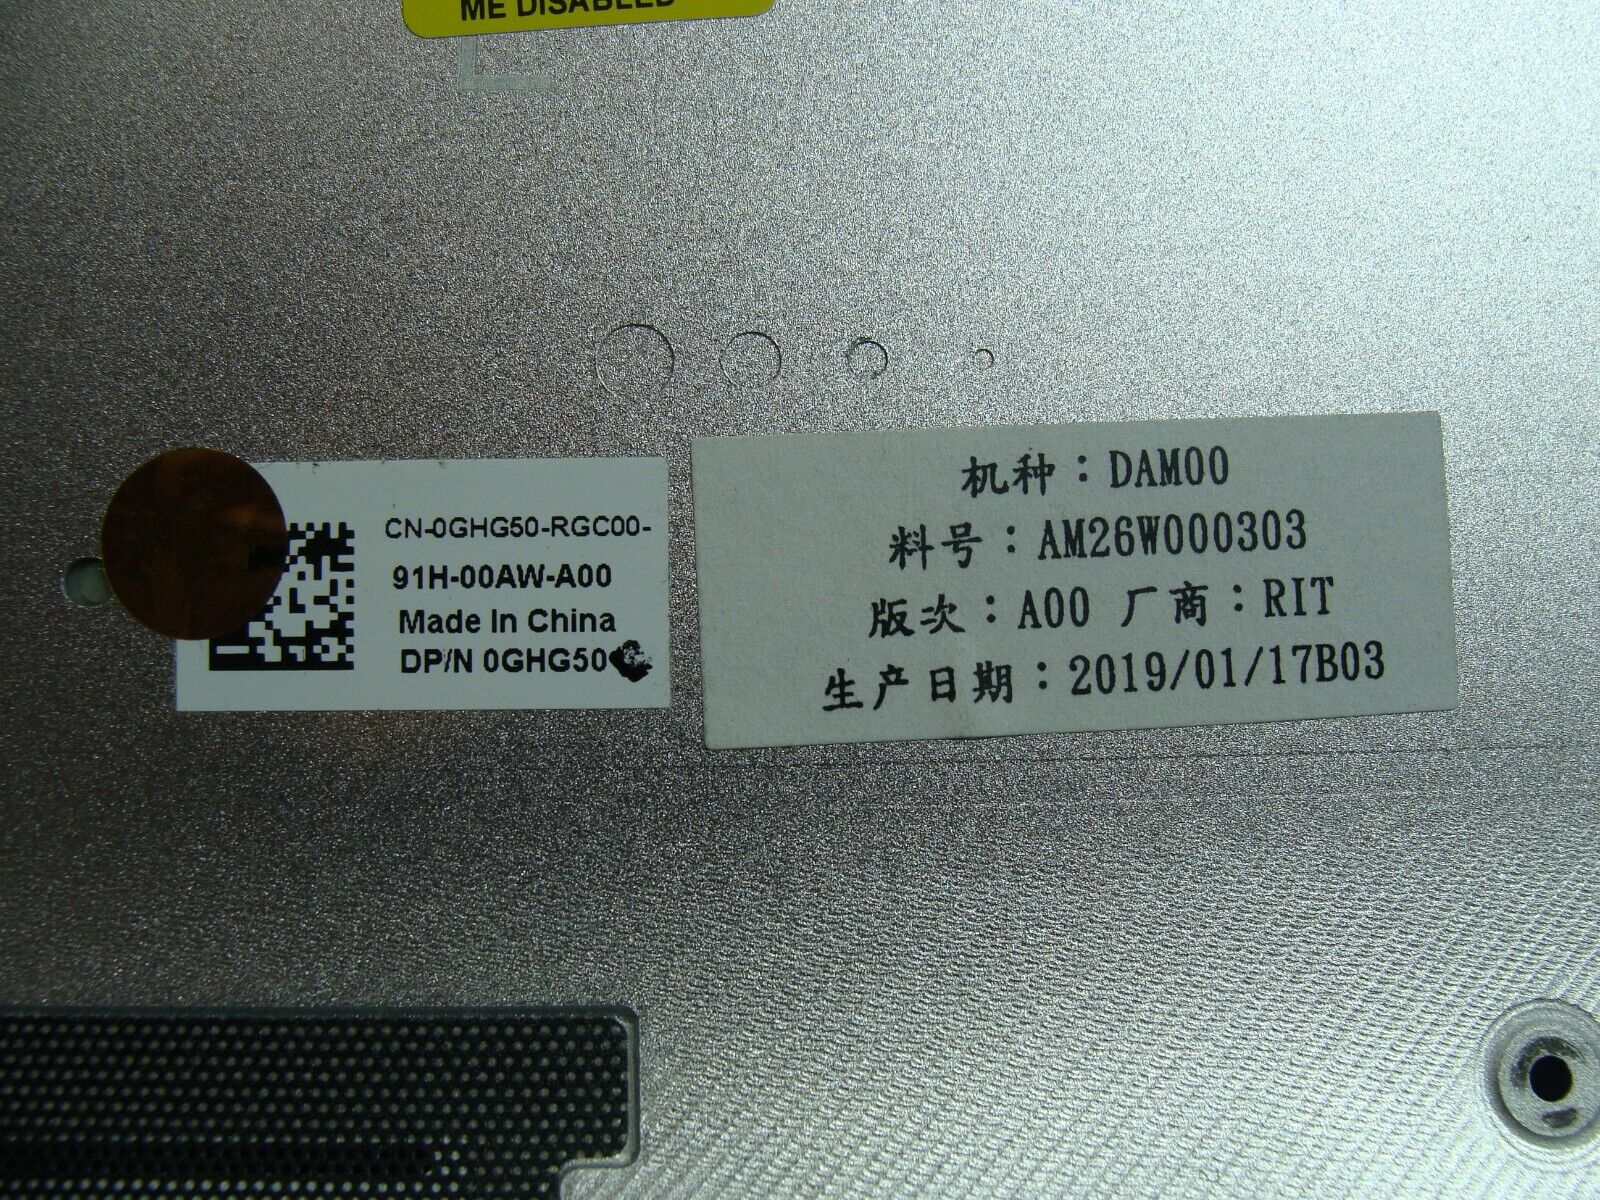 ME DISABLED
CN-0GHG50-RGC00-
91H-00AW-A00
Made In China
DP/N 0GHG50
机种：DAM00
料号：AM26W000303
版次：A00 厂商：RIT
生产日期：2019/01/17B03